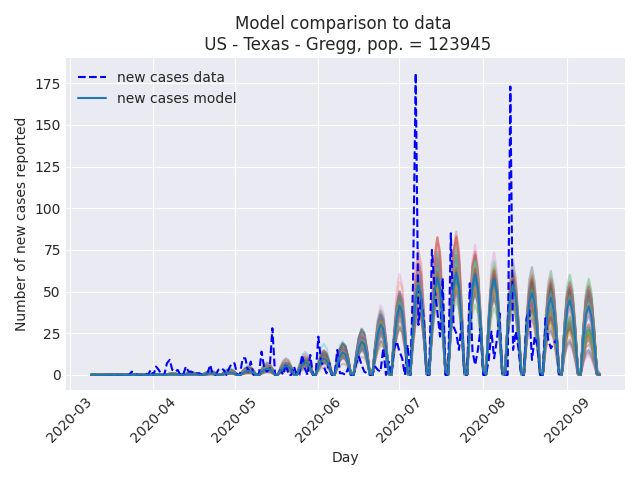 Model comparison to data
US - Texas - Gregg, pop. = 123945
new cases data
new cases model
Number of new cases reported
175
150
125
100
75
50
25
0
2020-03
2020-04
2020-05
2020-06
2020-07
2020-08
2020-09
Day